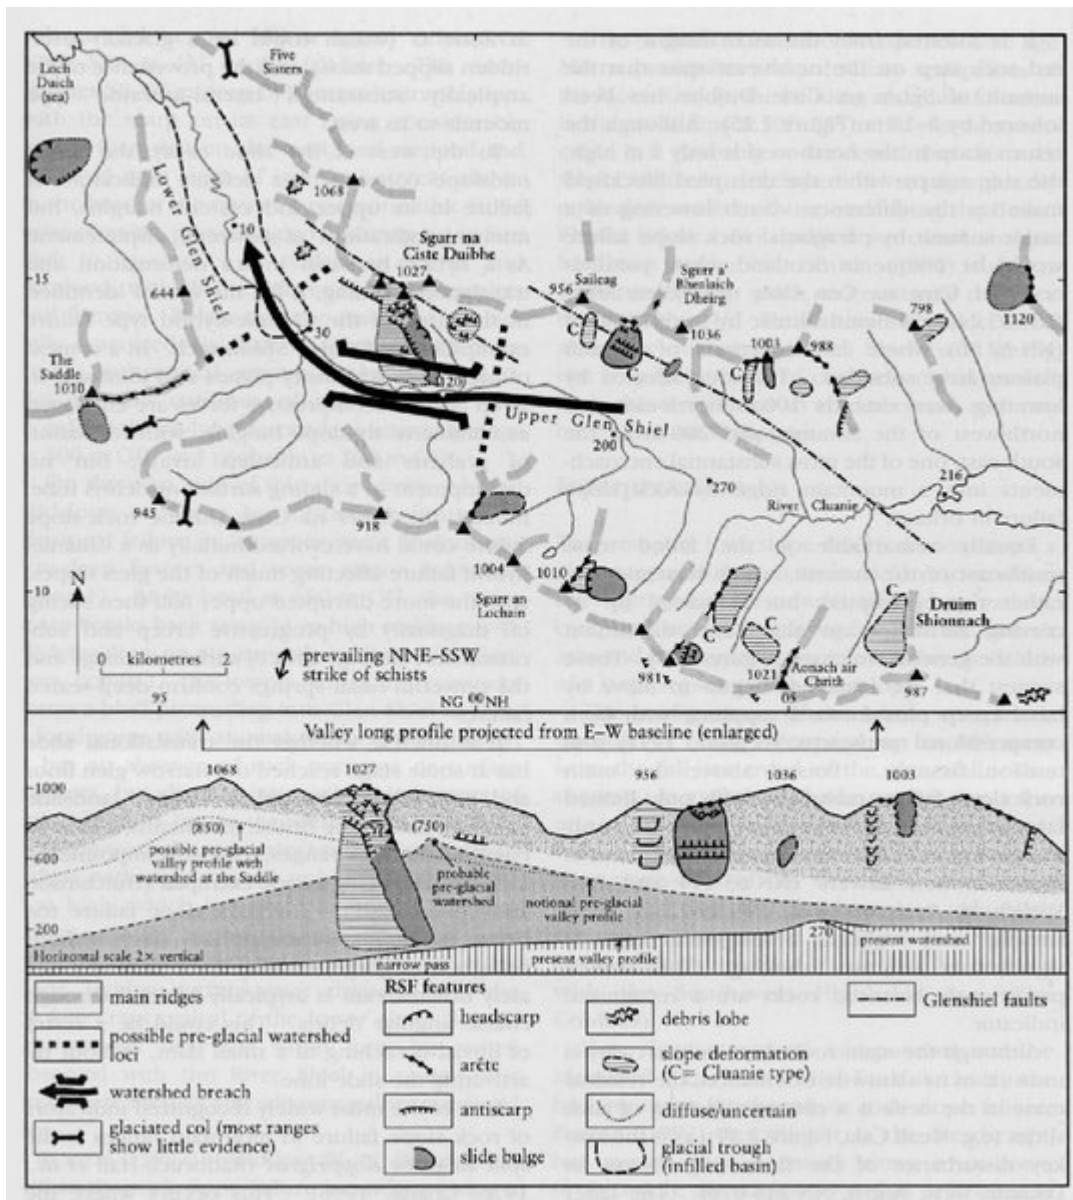 Loch
Duich
(sea)
Five
Sisters
Lower Glen Shiel
1068
10
Sgurr na
Ciste Duibhe
1027
644
15
30
The
Saddle
1010
(120)
Upper Glen Shiel
200
Saileag
956
Sgurr a'
Bhealaich
Dheirg
1036
C
C
C
1003
988
C
798
1120
945
918
270
River Cluanie
216
1004
Sgurr an
Lochain
1010
N
10
0 kilometres 2
prevailing NNE–SSW
strike of schists
C
C
C
C
C
Druim
Shionnach
981
1021
Aonach air
Chrith
987
95
NG 00 NH
05
Valley long profile projected from E–W baseline (enlarged)
1068
1027
956
1036
1003
1000
600
200
(850)
(750)
possible pre-glacial
valley profile with
watershed at the Saddle
probable
pre-glacial
watershed
notional pre-glacial
valley profile
270
present watershed
Horizontal scale 2× vertical
narrow pass
present valley profile
main ridges
possible pre-glacial watershed
loci
watershed breach
glaciated col (most ranges
show little evidence)
RSF features
headscarp
arête
antiscarp
slide bulge
debris lobe
slope deformation
(C= Cluanie type)
diffuse/uncertain
glacial trough
(infilled basin)
Glenshiel faults